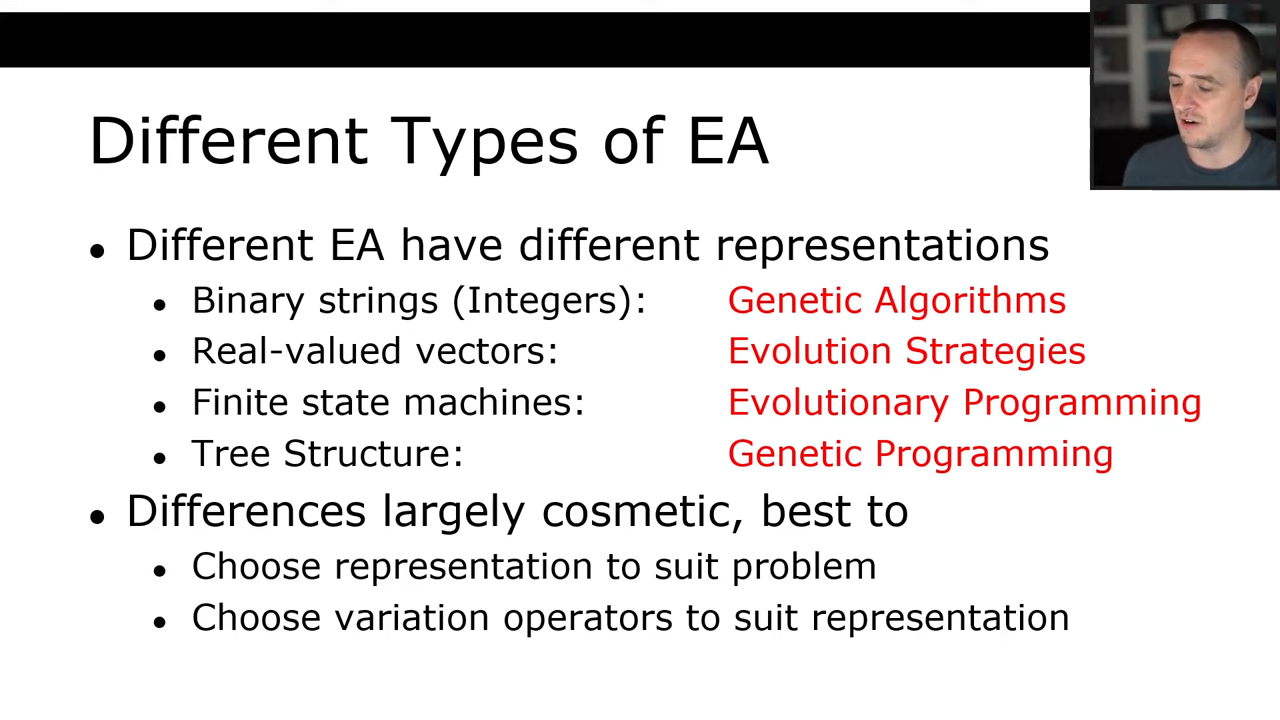 Different Types of EA
• Different EA have different representations
• Binary strings (Integers): Genetic Algorithms
• Real-valued vectors: Evolution Strategies
• Finite state machines: Evolutionary Programming
• Tree Structure: Genetic Programming
• Differences largely cosmetic, best to
• Choose representation to suit problem
• Choose variation operators to suit representation